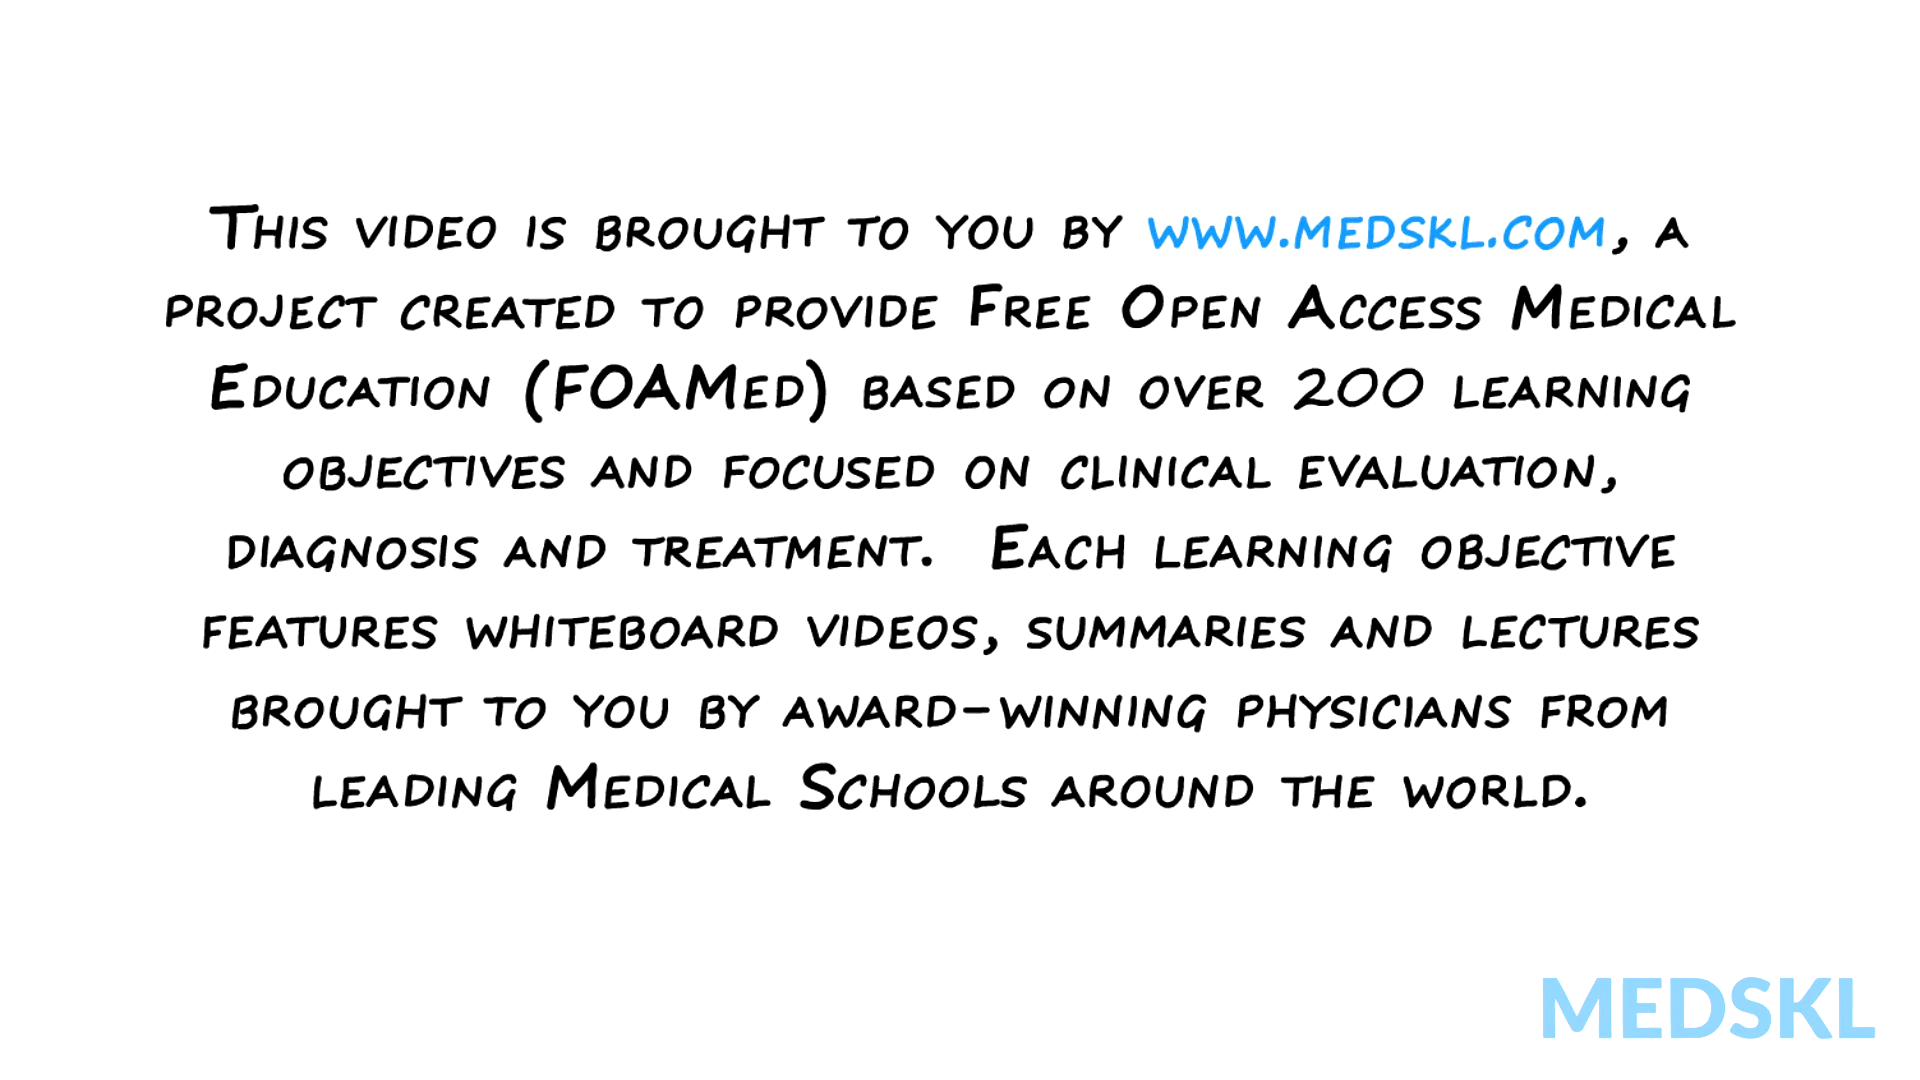 This video is brought to you by www.medskl.com, a
project created to provide Free Open Access Medical
Education (FOAMed) based on over 200 learning
objectives and focused on clinical evaluation,
diagnosis and treatment.  Each learning objective
features whiteboard videos, summaries and lectures
brought to you by award-winning physicians from
leading Medical Schools around the world.
MEDSKL